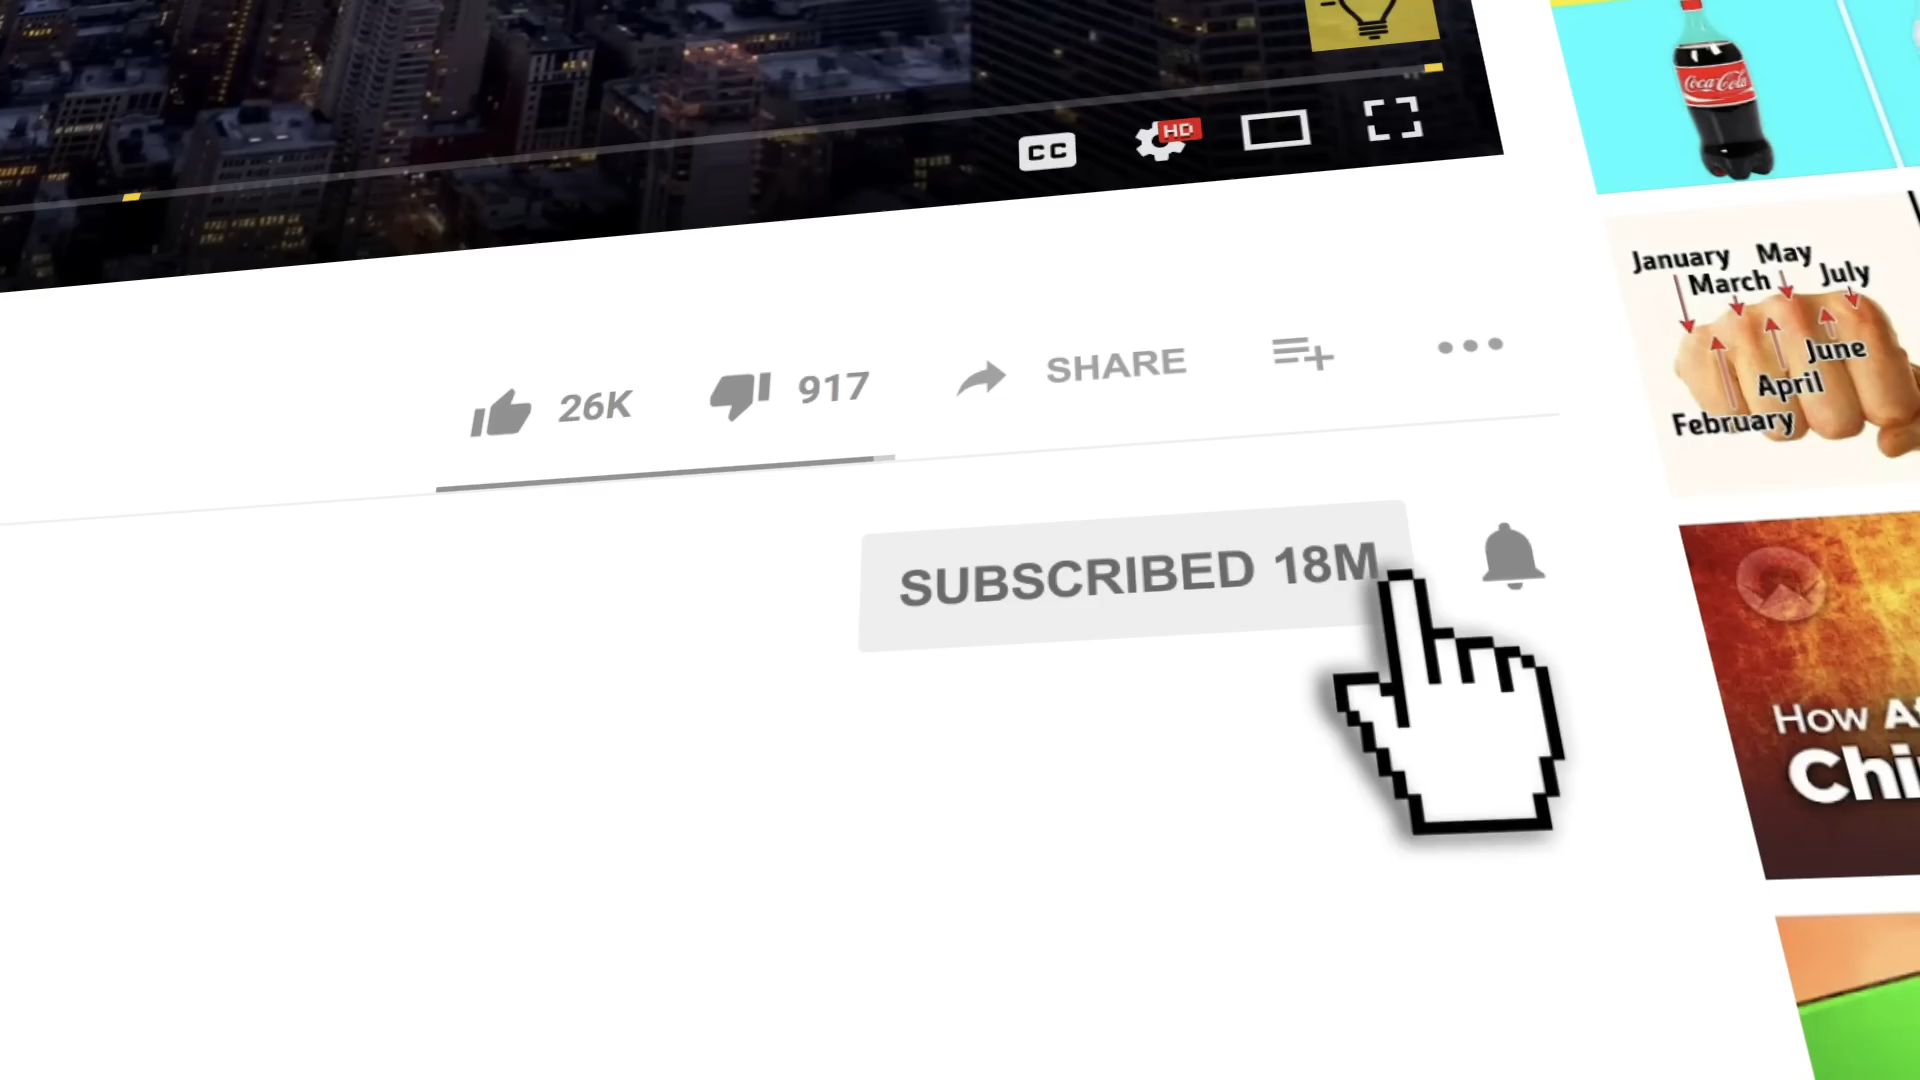 CC
HD
Coca-Cola
26K
917
SHARE
SUBSCRIBED 18M
January
May
March
July
June
April
February
How
Chi